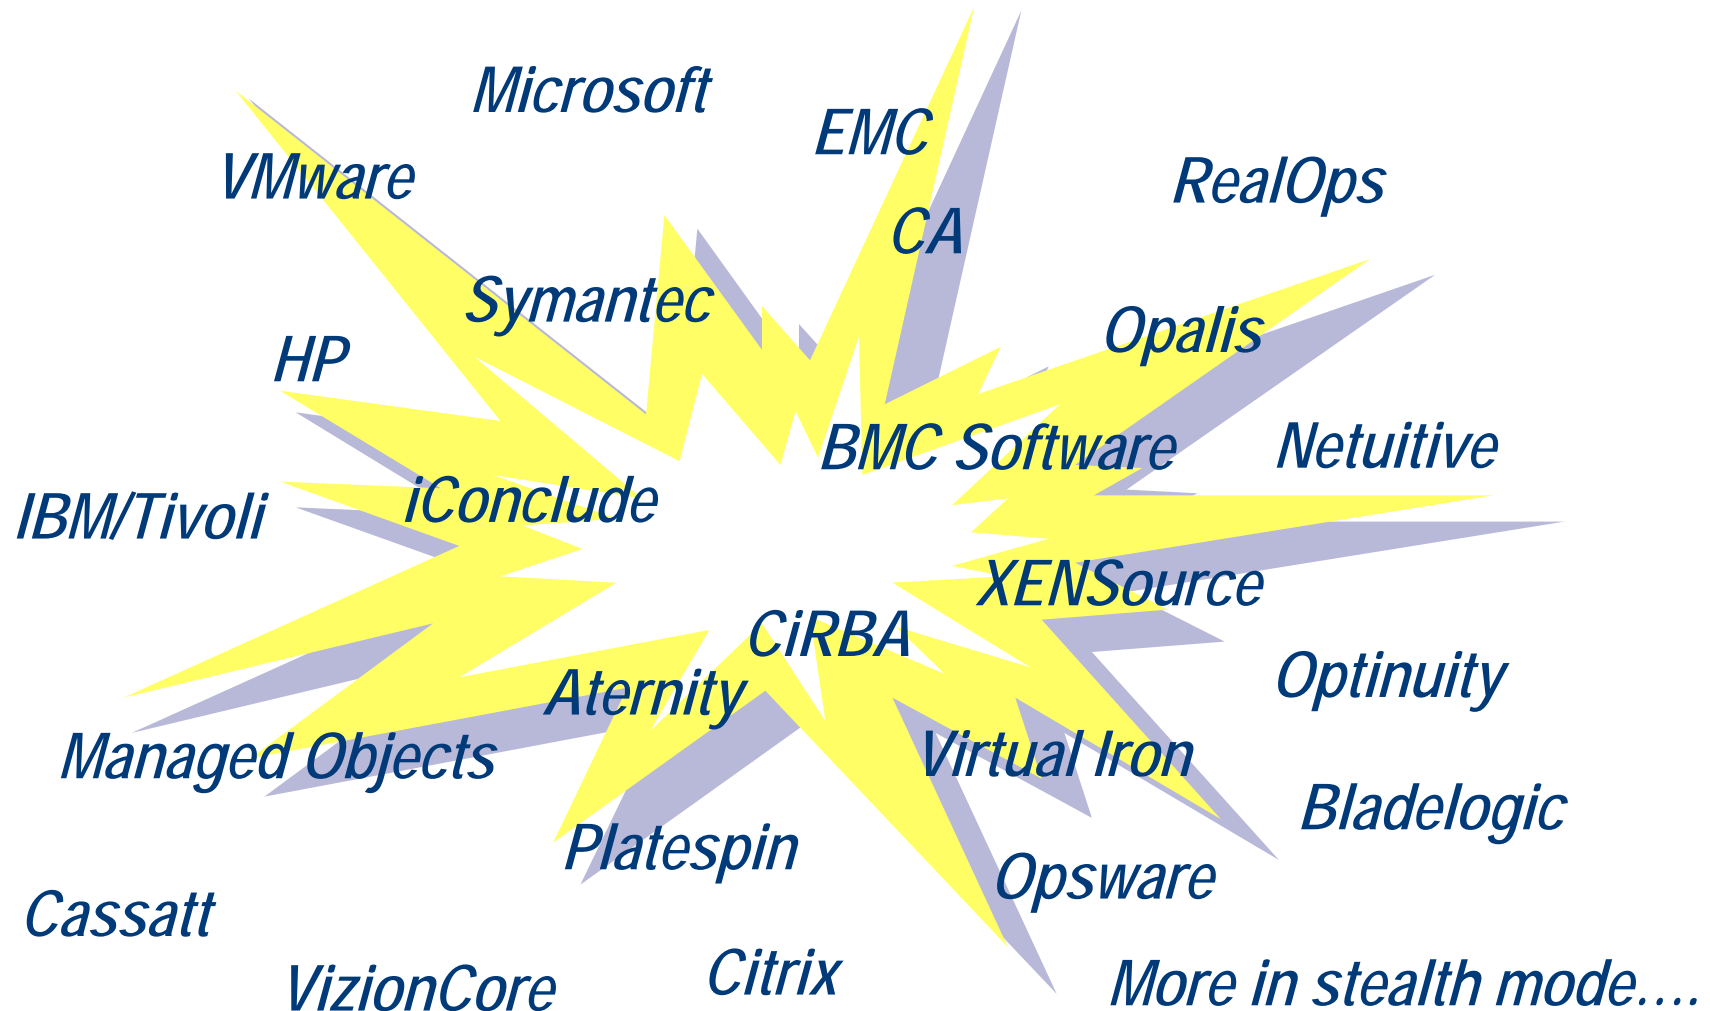 Microsoft
EMC
VMware
RealOps
CA
Symantec
Opalis
HP
BMC Software
Netuitive
iConclude
IBM/Tivoli
XENSource
CiRBA
Optinuity
Aternity
Managed Objects
Virtual Iron
Bladelogic
Platespin
Opsware
Cassatt
Citrix
VizionCore
More in stealth mode….